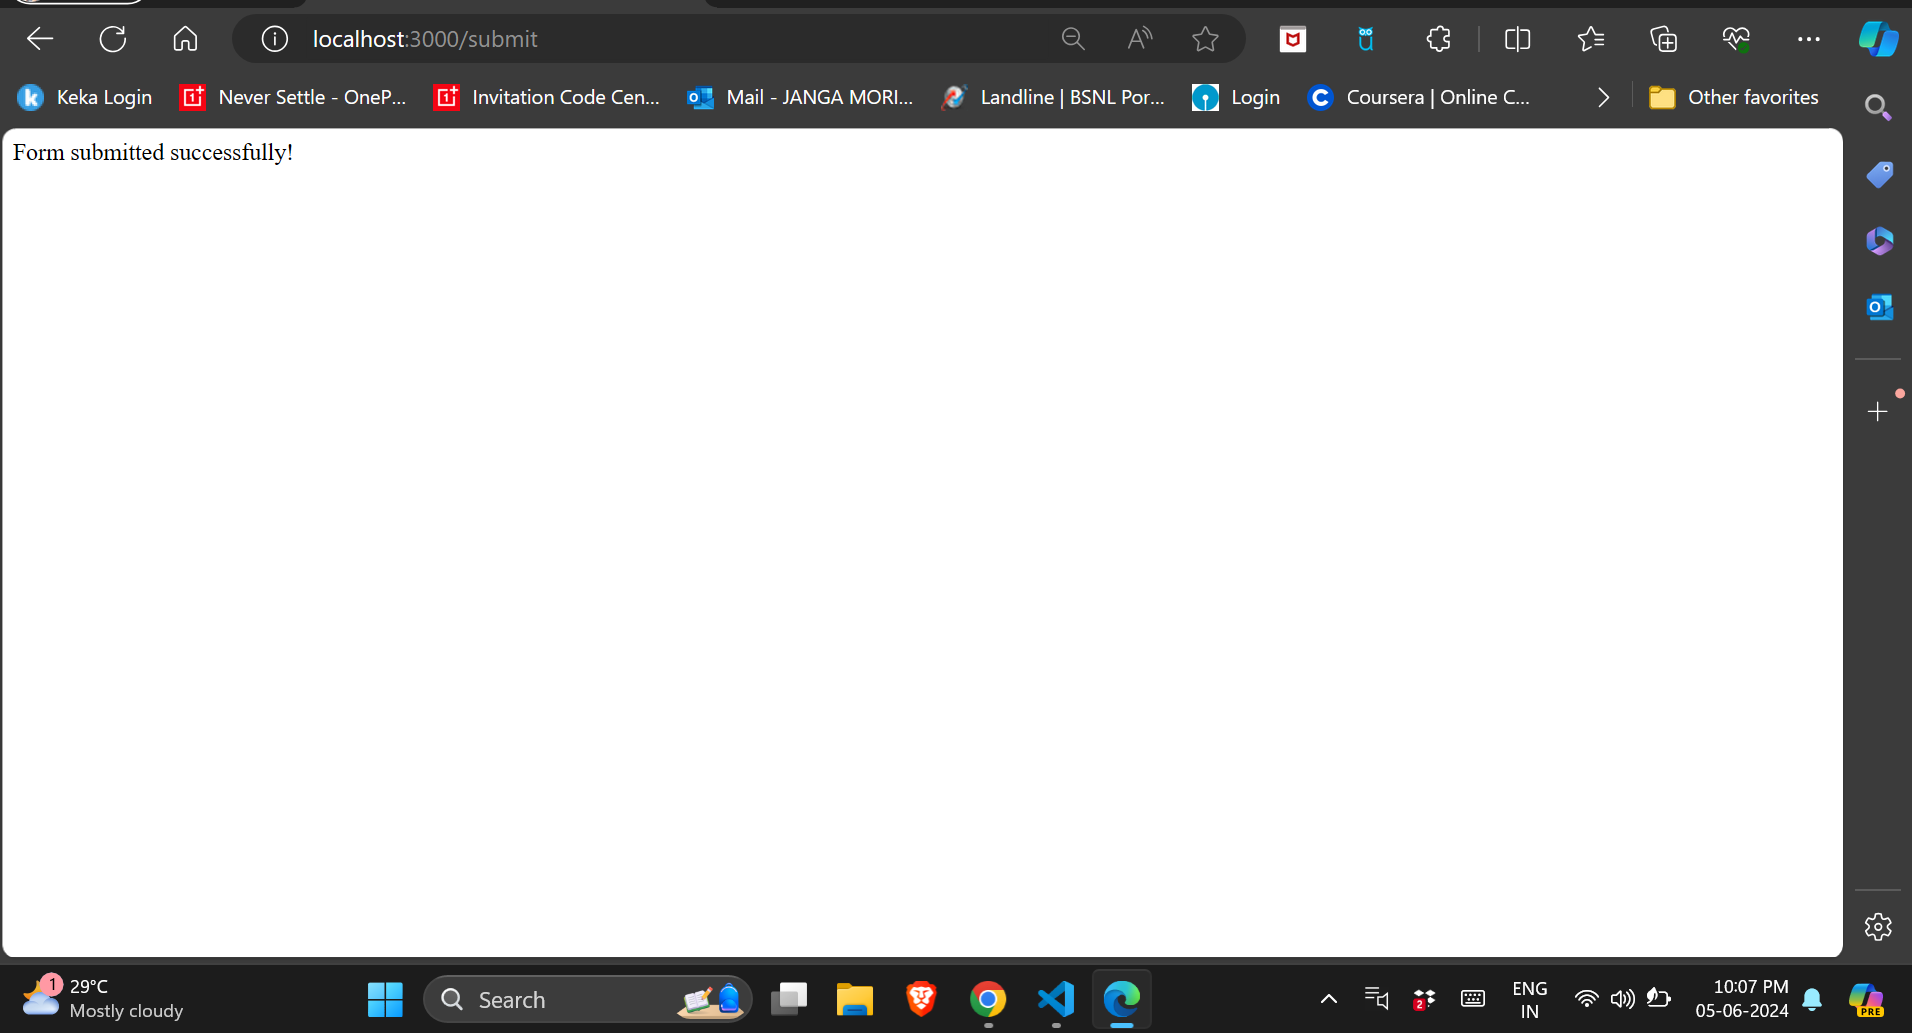 localhost:3000/submit
Keka Login
Never Settle - OneP...
Invitation Code Cen...
Mail - JANGA MORI...
Landline | BSNL Por...
Login
Coursera | Online C...
Other favorites
Form submitted successfully!
1
29°C
Mostly cloudy
Search
2
ENG
IN
10:07 PM
05-06-2024
PRE